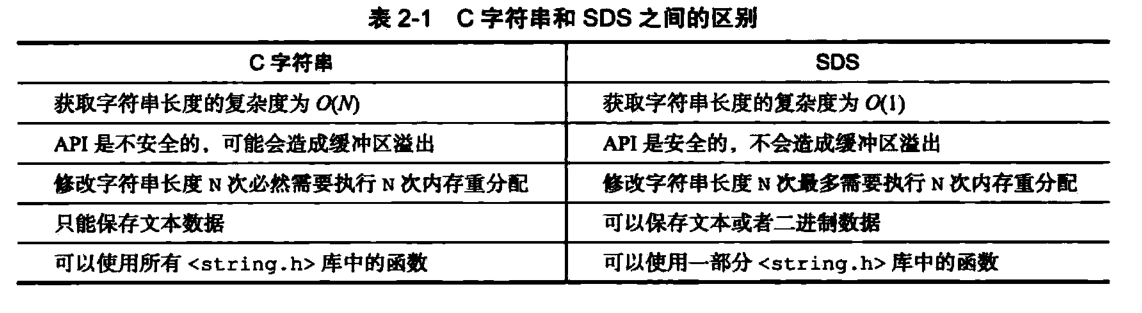 表 2-1 C 字符串和 SDS 之间的区别
C 字符串 SDS
获取字符串长度的复杂度为 O(N) 获取字符串长度的复杂度为 O(1)
API 是不安全的，可能会造成缓冲区溢出 API 是安全的，不会造成缓冲区溢出
修改字符串长度 N 次必然需要执行 N 次内存重分配 修改字符串长度 N 次最多需要执行 N 次内存重分配
只能保存文本数据 可以保存文本或者二进制数据
可以使用所有 <string.h> 库中的函数 可以使用一部分 <string.h> 库中的函数